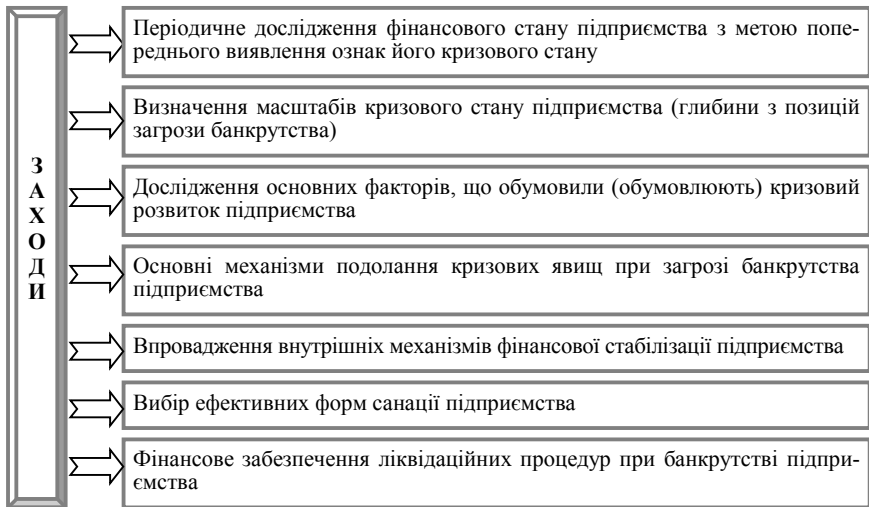 ЗАХОДИ
Періодичне дослідження фінансового стану підприємства з метою попе-
реднього виявлення ознак його кризового стану
Визначення масштабів кризового стану підприємства (глибини з позицій
загрози банкрутства)
Дослідження основних факторів, що обумовили (обумовлюють) кризовий
розвиток підприємства
Основні механізми подолання кризових явищ при загрозі банкрутства
підприємства
Впровадження внутрішніх механізмів фінансової стабілізації підприємства
Вибір ефективних форм санації підприємства
Фінансове забезпечення ліквідаційних процедур при банкрутстві підпри-
ємства